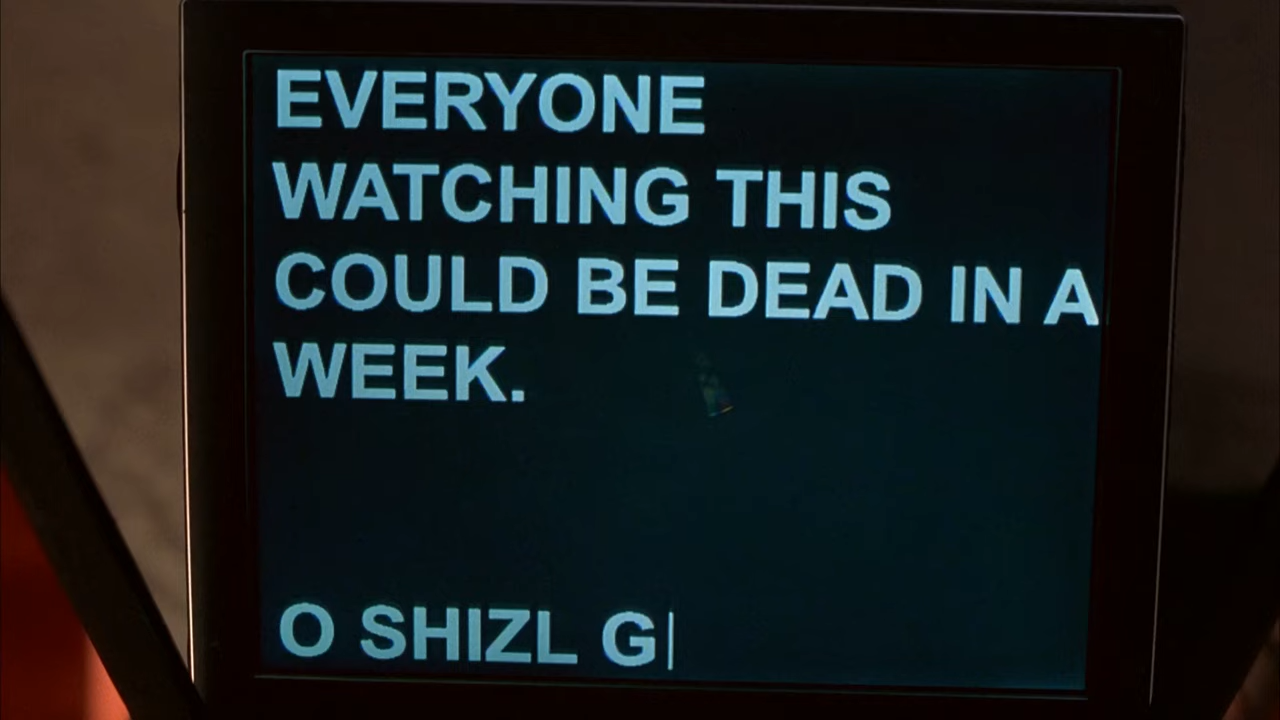 EVERYONE
WATCHING THIS
COULD BE DEAD IN A
WEEK.
O SHIZL G